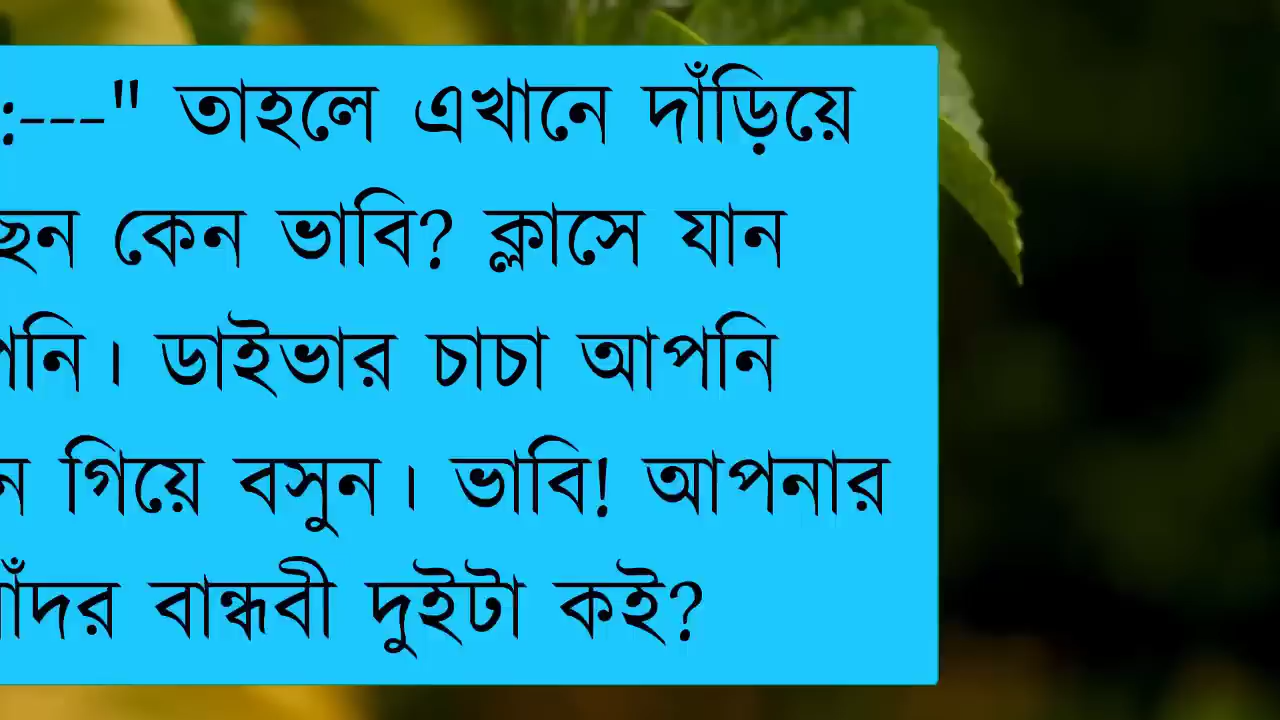 :---" তাহলে এখানে দাঁড়িয়ে
ছেন কেন ভাবি? ক্লাসে যান
পনি। ডাইভার চাচা আপনি
ন গিয়ে বসুন। ভাবি! আপনার
াঁদর বান্ধবী দুইটা কই?